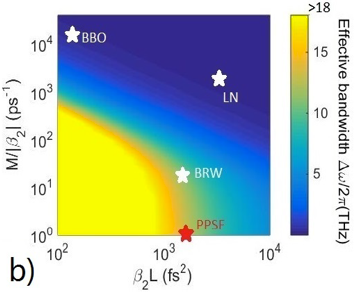 >18
10⁴
BBO
15
10³
LN
M/|β₂| (ps⁻¹)
10²
10
BRW
10¹
5
PPSF
10⁰
10²
10³
10⁴
β₂L (fs²)
Effective bandwidth Δω/2π(THz)
b)